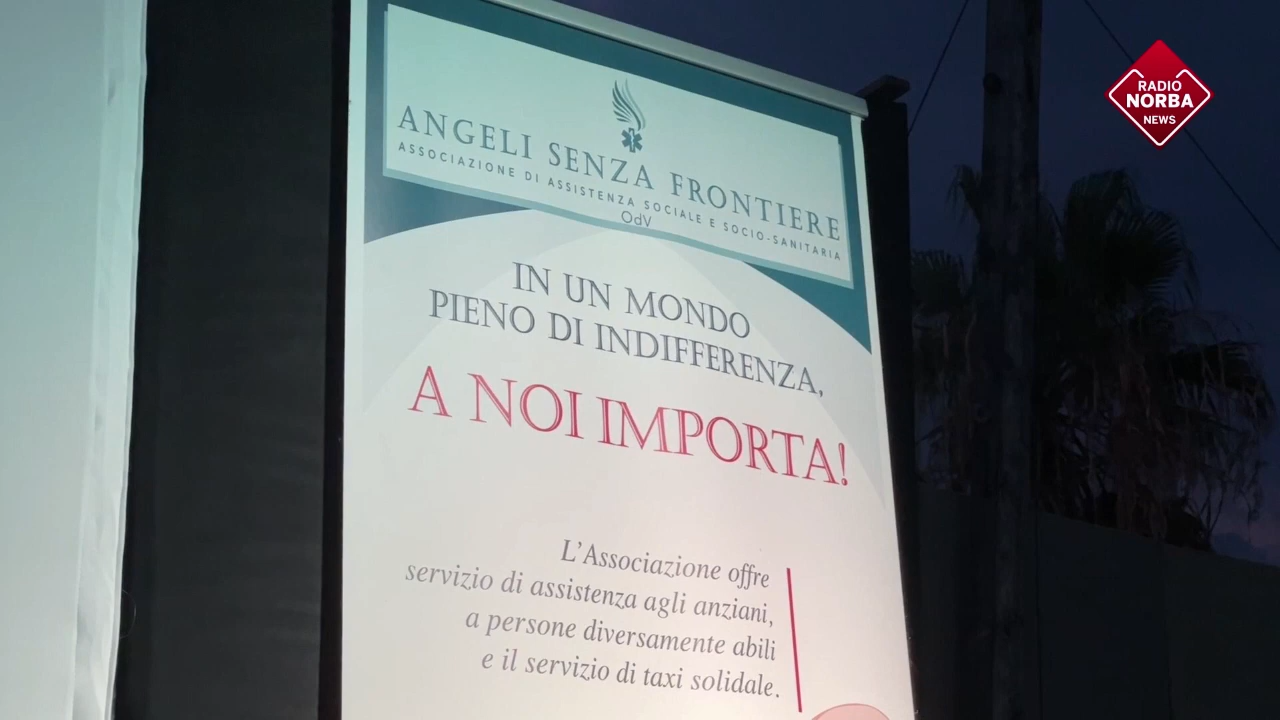 RADIO
NORBA
NEWS
ANGELI SENZA FRONTIERE
ASSOCIAZIONE DI ASSISTENZA SOCIALE E SOCIO-SANITARIA
OdV
IN UN MONDO
PIENO DI INDIFFERENZA,
A NOI IMPORTA!
L'Associazione offre
servizio di assistenza agli anziani,
a persone diversamente abili
e il servizio di taxi solidale.